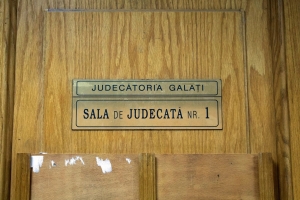 JUDECĂTORIA GALAȚI
SALA DE JUDECATĂ NR. 1